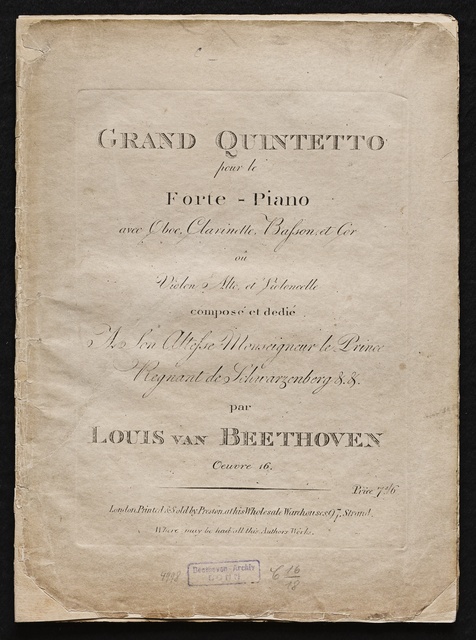 GRAND QUINTETTO
pour le
Forte - Piano
avec Oboe, Clarinette, Basson, et Cor
ou
Violon Alto, et Violoncelle
composé et dedié
A Son Altesse Monseigneur le Prince
Regnant de Schwarzenberg &.&.
par
LOUIS VAN BEETHOVEN
Oeuvre 16.
Price 7s/6
London, Printed & Sold by Preston, at his Wholesale Warehouses, 97, Strand.
Where may be had all this Authors Works.
Beethoven Archiv
BONN
C 16
18